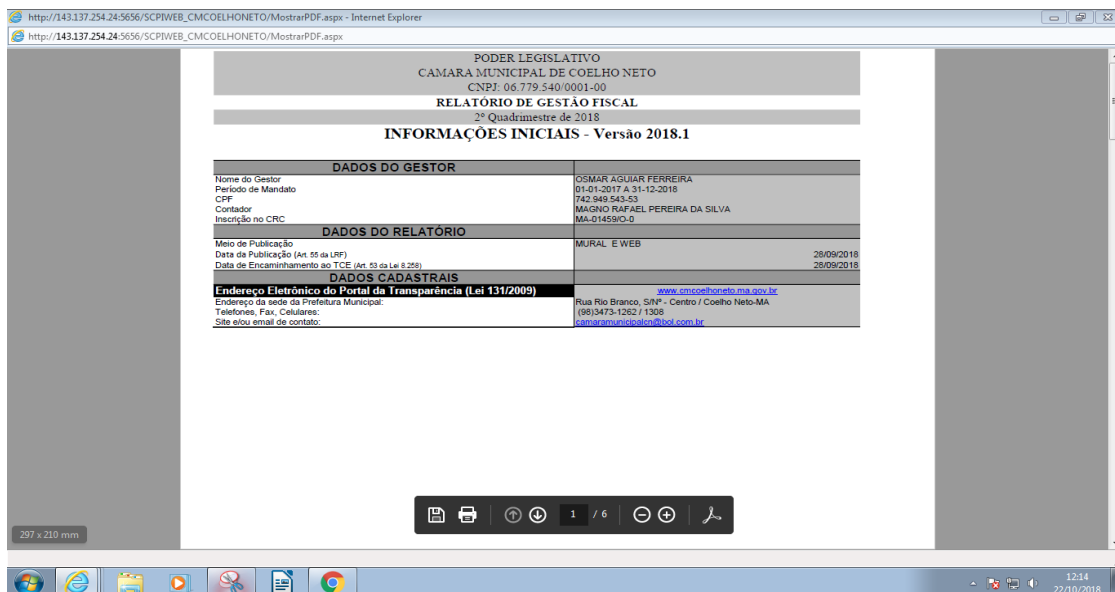 http://143.137.254.24:5656/SCPIWEB_CMCOELHONETO/MostrarPDF.aspx - Internet Explorer
http://143.137.254.24:5656/SCPIWEB_CMCOELHONETO/MostrarPDF.aspx
PODER LEGISLATIVO
CAMARA MUNICIPAL DE COELHO NETO
CNPJ: 06.779.540/0001-00
RELATÓRIO DE GESTÃO FISCAL
2º Quadrimestre de 2018
INFORMAÇÕES INICIAIS - Versão 2018.1
DADOS DO GESTOR
Nome do Gestor OSMAR AGUIAR FERREIRA
Período de Mandato 01-01-2017 A 31-12-2018
CPF 742.949.543-53
Contador MAGNO RAFAEL PEREIRA DA SILVA
Inscrição no CRC MA-01459/O-0
DADOS DO RELATÓRIO
Meio de Publicação MURAL E WEB
Data da Publicação (Art. 55 da LRF) 28/09/2018
Data de Encaminhamento ao TCE (Art. 53 da Lei 8.258) 28/09/2018
DADOS CADASTRAIS
Endereço Eletrônico do Portal da Transparência (Lei 131/2009) www.cmcoelhoneto.ma.gov.br
Endereço da sede da Prefeitura Municipal: Rua Rio Branco, S/Nº - Centro / Coelho Neto-MA
Telefones, Fax, Celulares: (98)3473-1262 / 1308
Site e/ou email de contato: camaramunicipalcn@bol.com.br
1 / 6
297 x 210 mm
12:14
22/10/2018